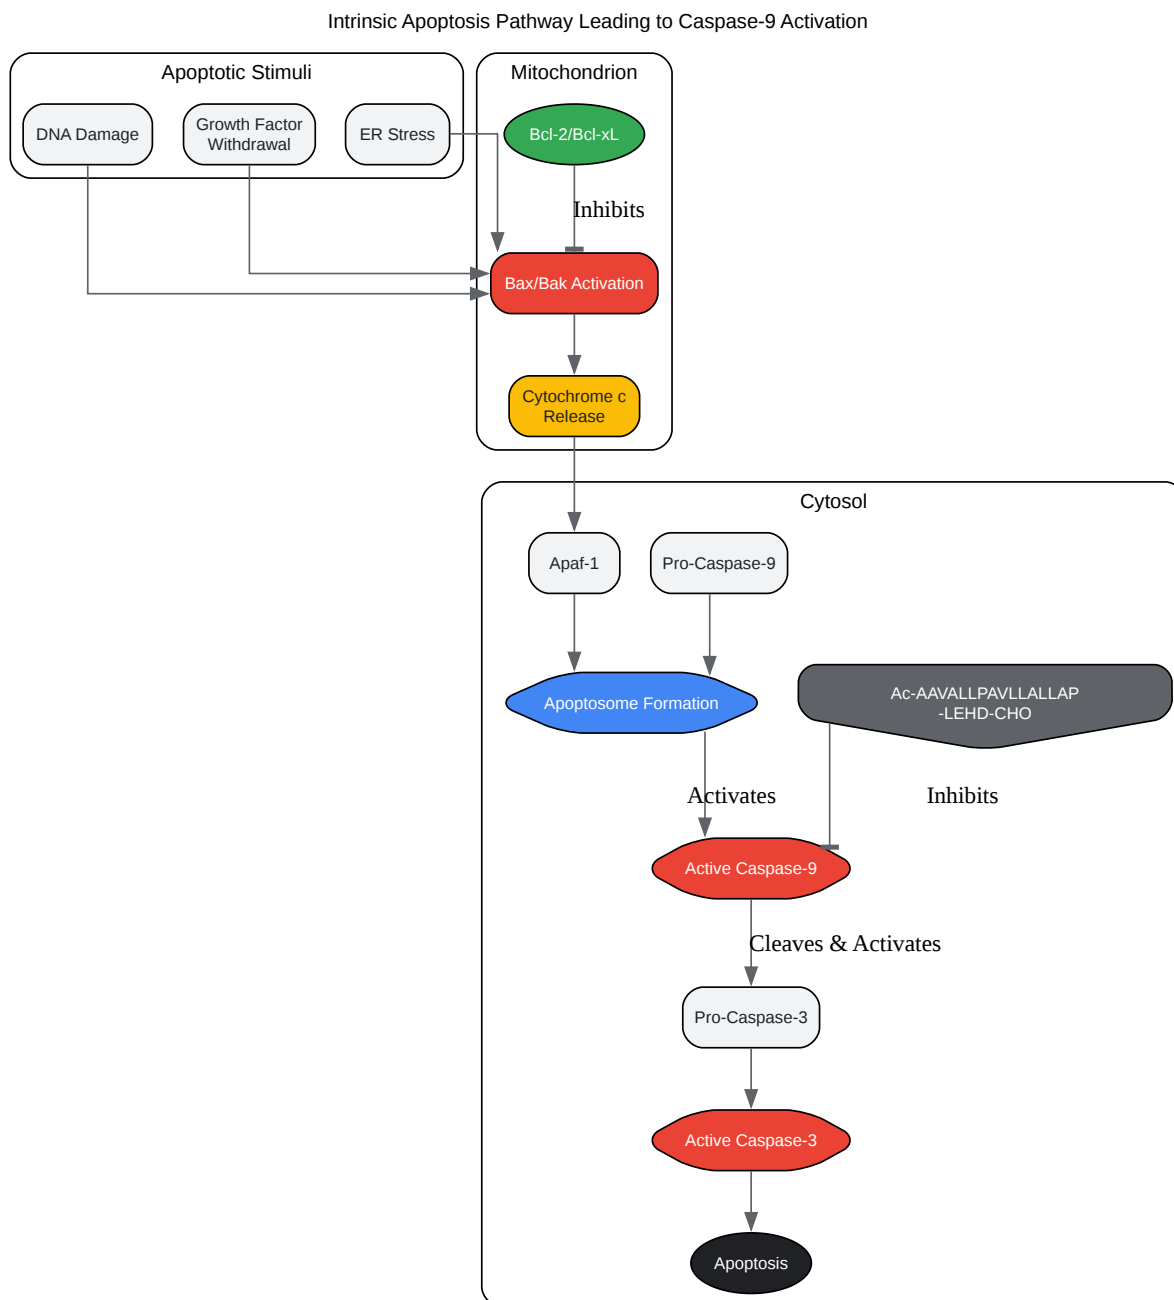 Intrinsic Apoptosis Pathway Leading to Caspase-9 Activation
Apoptotic Stimuli
Mitochondrion
DNA Damage
Growth Factor
Withdrawal
ER Stress
Bcl-2/Bcl-xL
Inhibits
Bax/Bak Activation
Cytochrome c
Release
Cytosol
Apaf-1
Pro-Caspase-9
Apoptosome Formation
Ac-AAVALLPAVLLALLAP
-LEHD-CHO
Activates
Inhibits
Active Caspase-9
Cleaves & Activates
Pro-Caspase-3
Active Caspase-3
Apoptosis